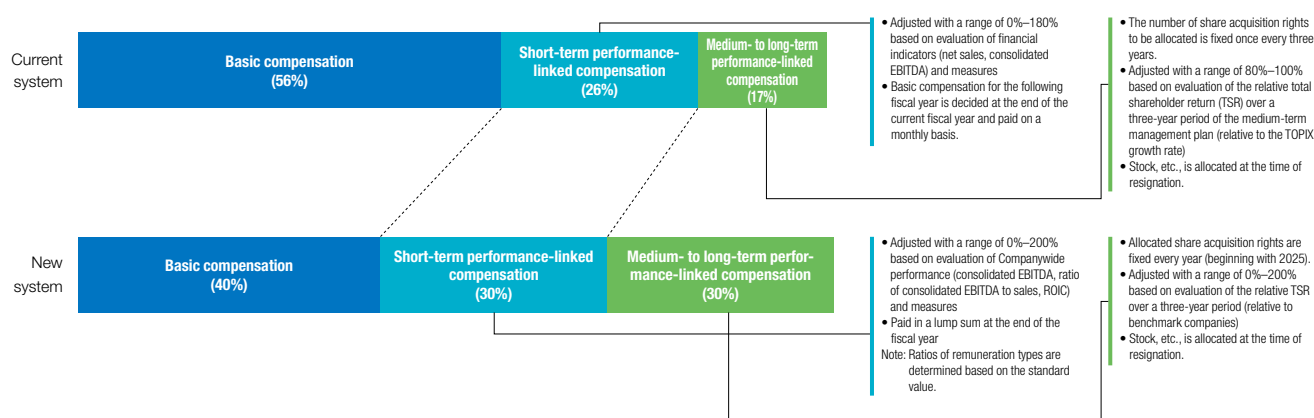 Current
system
Basic compensation
(56%)
Short-term performance-
linked compensation
(26%)
Medium- to long-term
performance-linked
compensation
(17%)
• Adjusted with a range of 0%–180%
based on evaluation of financial
indicators (net sales, consolidated
EBITDA) and measures
• Basic compensation for the following
fiscal year is decided at the end of the
current fiscal year and paid on a
monthly basis.
• The number of share acquisition rights
to be allocated is fixed once every three
years.
• Adjusted with a range of 80%–100%
based on evaluation of the relative total
shareholder return (TSR) over a
three-year period of the medium-term
management plan (relative to the TOPIX
growth rate)
• Stock, etc., is allocated at the time of
resignation.
New
system
Basic compensation
(40%)
Short-term performance-linked
compensation
(30%)
Medium- to long-term perfor-
mance-linked compensation
(30%)
• Adjusted with a range of 0%–200%
based on evaluation of Companywide
performance (consolidated EBITDA, ratio
of consolidated EBITDA to sales, ROIC)
and measures
• Paid in a lump sum at the end of the
fiscal year
Note: Ratios of remuneration types are
determined based on the standard
value.
• Allocated share acquisition rights are
fixed every year (beginning with 2025).
• Adjusted with a range of 0%–200%
based on evaluation of the relative TSR
over a three-year period (relative to
benchmark companies)
• Stock, etc., is allocated at the time of
resignation.